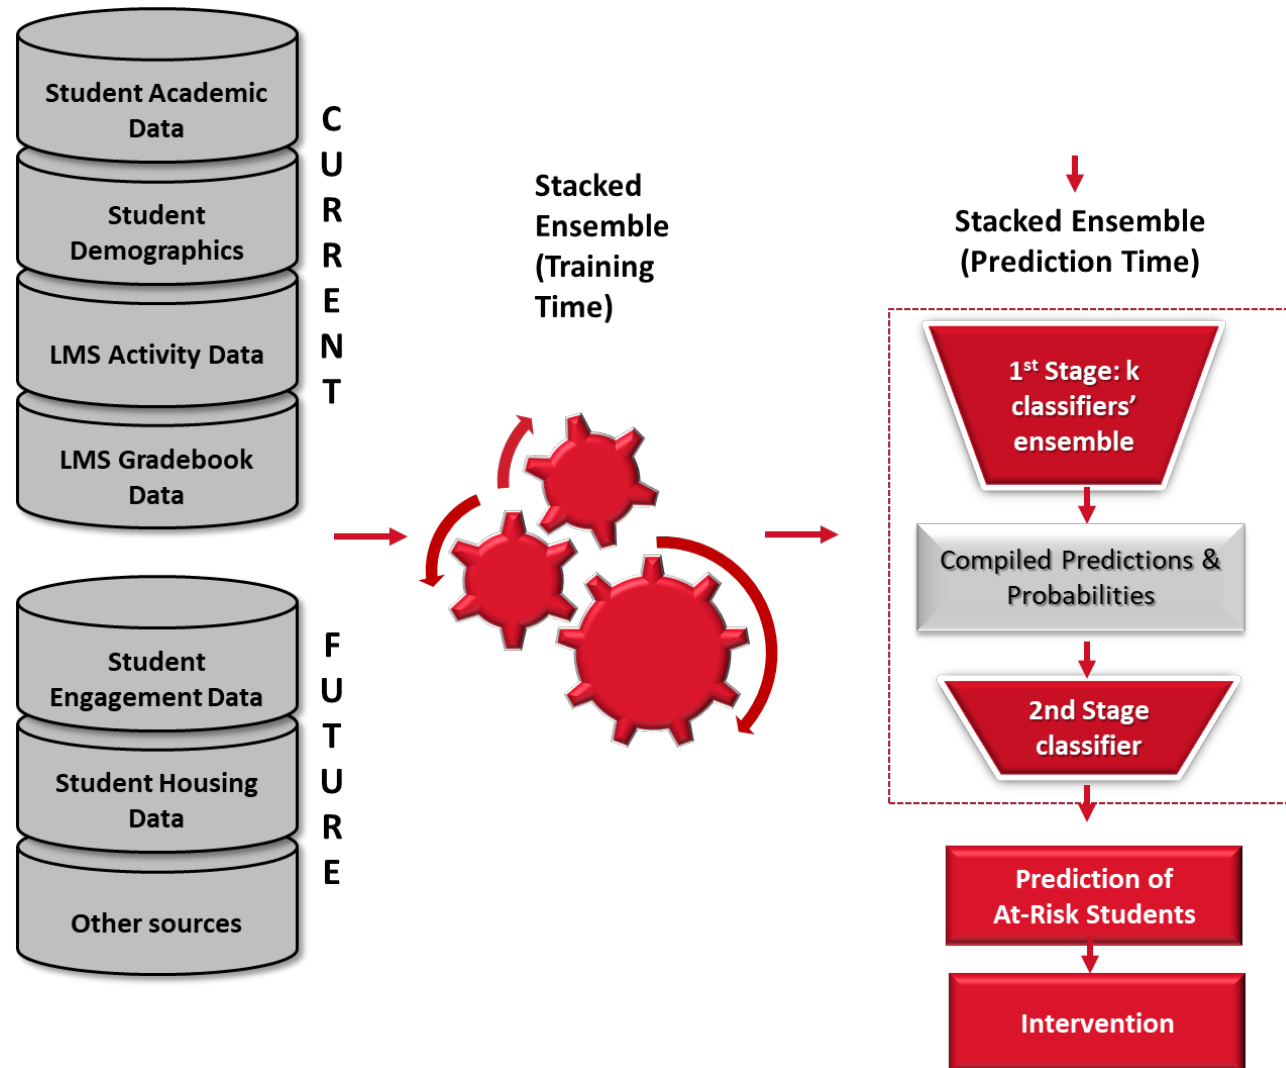 Student Academic
Data
Student
Demographics
LMS Activity Data
LMS Gradebook
Data
C
U
R
R
E
N
T
Student
Engagement Data
Student Housing
Data
Other sources
F
U
T
U
R
E
Stacked
Ensemble
(Training
Time)
Stacked Ensemble
(Prediction Time)
1st Stage: k
classifiers’
ensemble
Compiled Predictions &
Probabilities
2nd Stage
classifier
Prediction of
At-Risk Students
Intervention